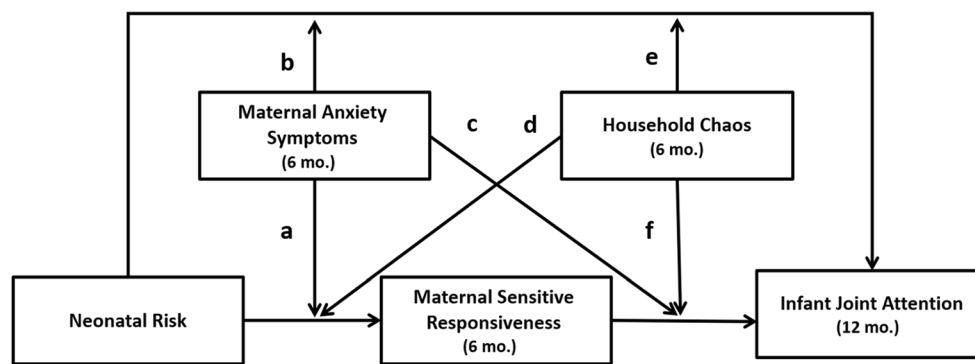 b
e
Maternal Anxiety
Symptoms
(6 mo.)
c
d
Household Chaos
(6 mo.)
a
f
Neonatal Risk
Maternal Sensitive
Responsiveness
(6 mo.)
Infant Joint Attention
(12 mo.)